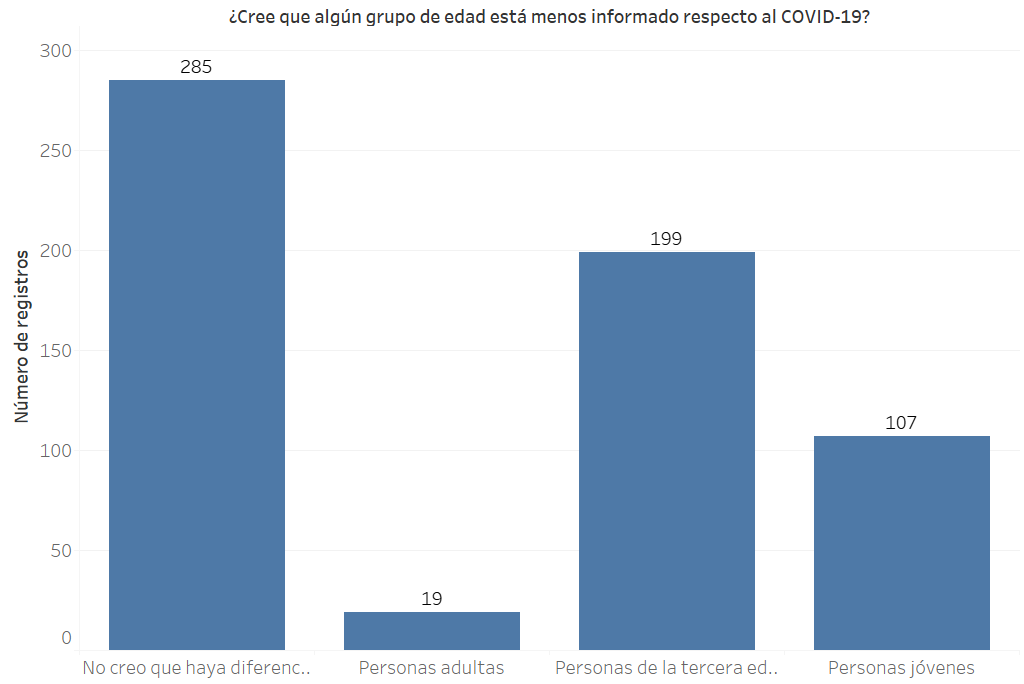 ¿Cree que algún grupo de edad está menos informado respecto al COVID-19?
Número de registros
300
250
200
150
100
50
0
285
19
199
107
No creo que haya diferenc..
Personas adultas
Personas de la tercera ed..
Personas jóvenes